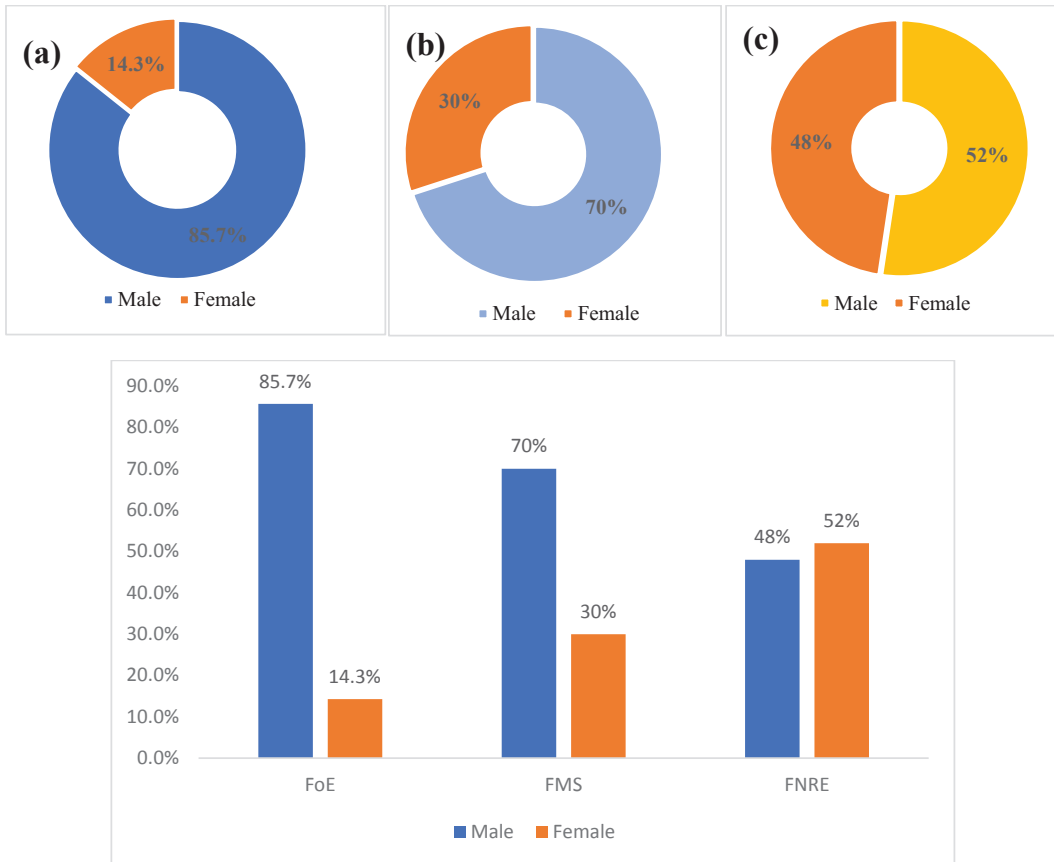 (a)
14.3%
85.7%
Male Female
(b)
30%
70%
Male Female
(c)
48%
52%
Male Female
90.0%
80.0%
70.0%
60.0%
50.0%
40.0%
30.0%
20.0%
10.0%
0.0%
85.7%
14.3%
70%
30%
48%
52%
FoE FMS FNRE
Male Female